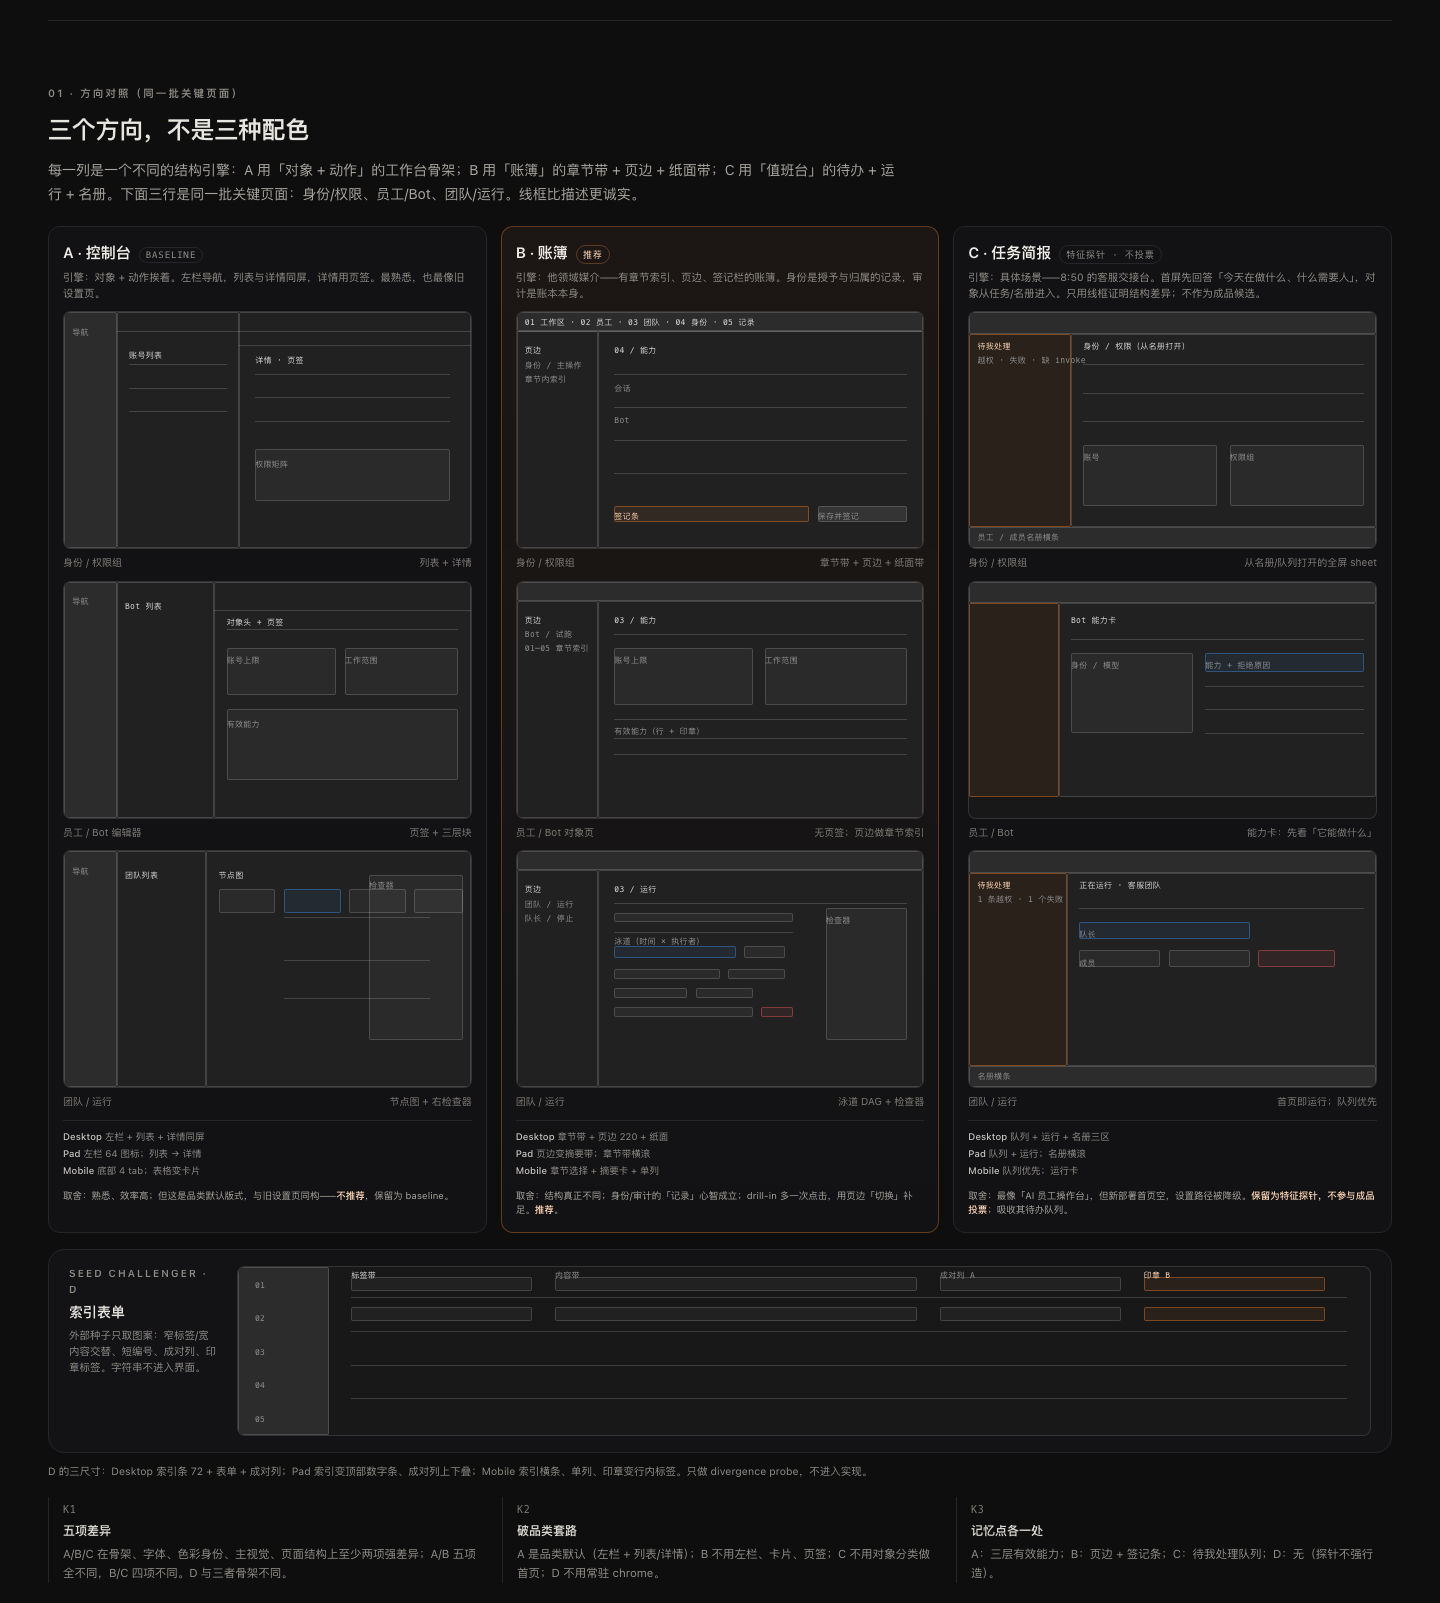 01 · 方向对照（同一批关键页面）
三个方向，不是三种配色
每一列是一个不同的结构引擎：A 用「对象 + 动作」的工作台骨架；B 用「账簿」的章节带 + 页边 + 纸面带；C 用「值班台」的待办 + 运
行 + 名册。下面三行是同一批关键页面：身份/权限、员工/Bot、团队/运行。线框比描述更诚实。
A · 控制台 BASELINE
引擎：对象 + 动作挨着。左栏导航，列表与详情同屏，详情用页签。最熟悉，也最像旧
设置页。
导航
账号列表
详情 · 页签
权限矩阵
身份 / 权限组 列表 + 详情
导航
Bot 列表
对象头 + 页签
账号上限 工作范围
有效能力
员工 / Bot 编辑器 页签 + 三层块
导航
团队列表
节点图
检查器
团队 / 运行 节点图 + 右检查器
Desktop 左栏 + 列表 + 详情同屏
Pad 左栏 64 图标；列表 → 详情
Mobile 底部 4 tab；表格变卡片
取舍：熟悉、效率高；但这是品类默认版式，与旧设置页同构——不推荐，保留为 baseline。
B · 账簿 推荐
引擎：他领域媒介——有章节索引、页边、签记栏的账簿。身份是授予与归属的记录，审
计是账本本身。
01 工作区 · 02 员工 · 03 团队 · 04 身份 · 05 记录
页边
身份 / 主操作
章节内索引
04 / 能力
会话
Bot
签记条 保存并签记
身份 / 权限组 章节带 + 页边 + 纸面带
页边
Bot / 试跑
01–05 章节索引
03 / 能力
账号上限 工作范围
有效能力（行 + 印章）
员工 / Bot 对象页 无页签；页边做章节索引
页边
团队 / 运行
队长 / 停止
03 / 运行
泳道（时间 × 执行者）
检查器
团队 / 运行 泳道 DAG + 检查器
Desktop 章节带 + 页边 220 + 纸面
Pad 页边变摘要带；章节带横滚
Mobile 章节选择 + 摘要卡 + 单列
取舍：结构真正不同；身份/审计的「记录」心智成立；drill-in 多一次点击，用页边「切换」补
足。推荐。
C · 任务简报 特征探针 · 不投票
引擎：具体场景——8:50 的客服交接台。首屏先回答「今天在做什么、什么需要人」，对
象从任务/名册进入。只用线框证明结构差异；不作为成品候选。
待我处理
越权 · 失败 · 缺 invoke
身份 / 权限（从名册打开）
账号 权限组
员工 / 成员名册横条
身份 / 权限组 从名册/队列打开的全屏 sheet
Bot 能力卡
身份 / 模型 能力 + 拒绝原因
员工 / Bot 能力卡：先看「它能做什么」
待我处理
1 条越权 · 1 个失败
正在运行 · 客服团队
队长
成员
名册横条
团队 / 运行 首页即运行；队列优先
Desktop 队列 + 运行 + 名册三区
Pad 队列 + 运行；名册横滚
Mobile 队列优先；运行卡
取舍：最像「AI 员工操作台」，但新部署首页空，设置路径被降级。保留为特征探针，不参与成品
投票；吸收其待办队列。
SEED CHALLENGER ·
D
索引表单
外部种子只取图案：窄标签/宽
内容交替、短编号、成对列、印
章标签。字符串不进入界面。
01
02
03
04
05
标签带 内容带 成对列 A 印章 B
D 的三尺寸：Desktop 索引条 72 + 表单 + 成对列；Pad 索引变顶部数字条、成对列上下叠；Mobile 索引横条、单列、印章变行内标签。只做 divergence probe，不进入实现。
K1
五项差异
A/B/C 在骨架、字体、色彩身份、主视觉、页面结构上至少两项强差异；A/B 五项
全不同，B/C 四项不同。D 与三者骨架不同。
K2
破品类套路
A 是品类默认（左栏 + 列表/详情）；B 不用左栏、卡片、页签；C 不用对象分类做
首页；D 不用常驻 chrome。
K3
记忆点各一处
A：三层有效能力；B：页边 + 签记条；C：待我处理队列；D：无（探针不强行
造）。